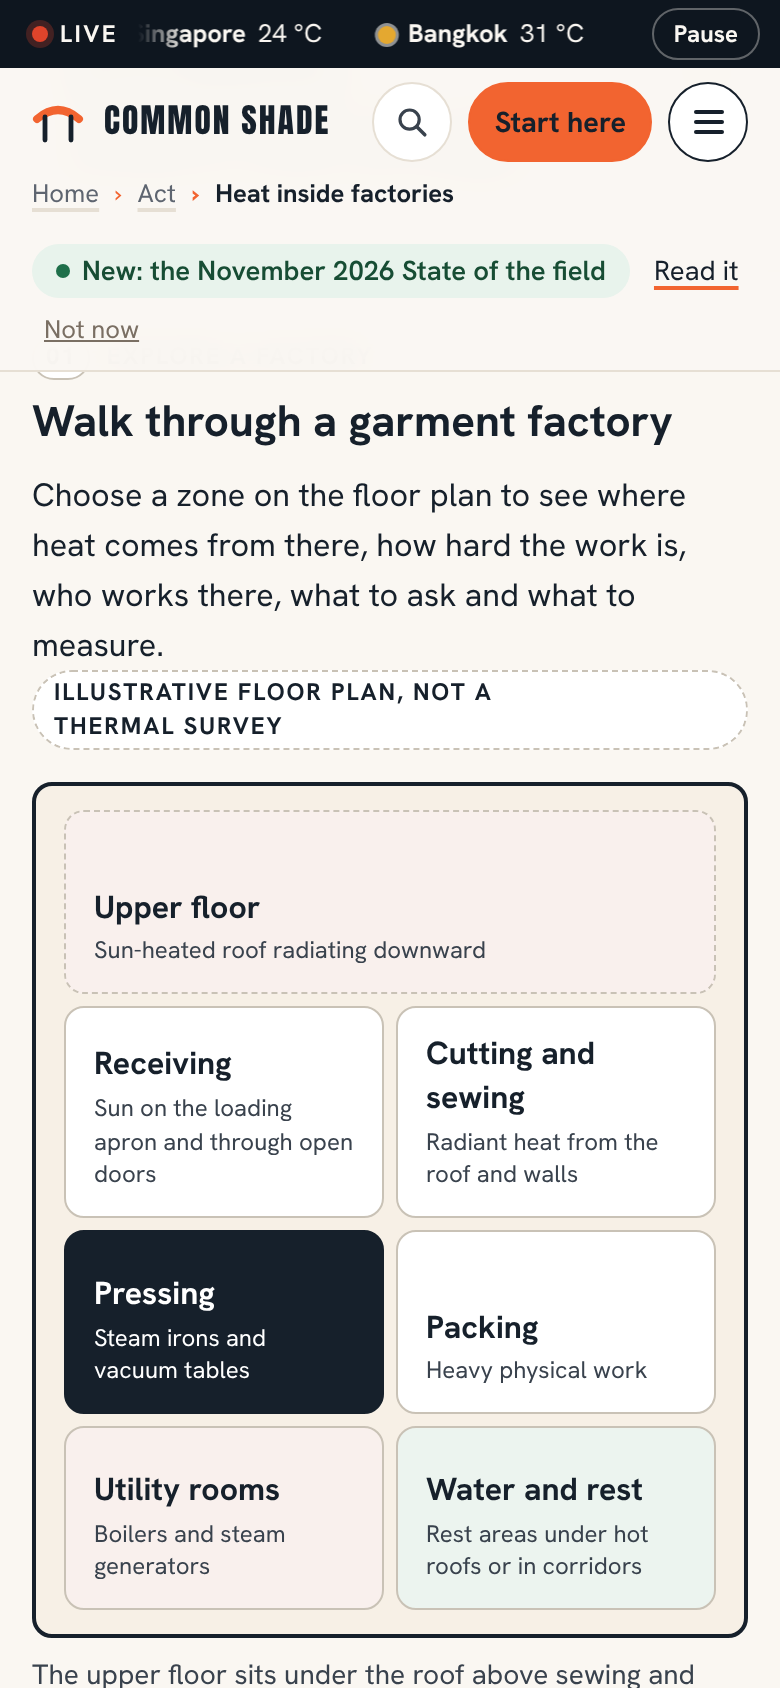 LIVE
ingapore 24 °C
Bangkok 31 °C
Pause
COMMON SHADE
Start here
Home › Act › Heat inside factories
New: the November 2026 State of the field
Read it
Not now
01 EXPLORE A FACTORY
Walk through a garment factory
Choose a zone on the floor plan to see where
heat comes from there, how hard the work is,
who works there, what to ask and what to
measure.
ILLUSTRATIVE FLOOR PLAN, NOT A
THERMAL SURVEY
Upper floor
Sun-heated roof radiating downward
Receiving
Sun on the loading
apron and through open
doors
Cutting and
sewing
Radiant heat from the
roof and walls
Pressing
Steam irons and
vacuum tables
Packing
Heavy physical work
Utility rooms
Boilers and steam
generators
Water and rest
Rest areas under hot
roofs or in corridors
The upper floor sits under the roof above sewing and